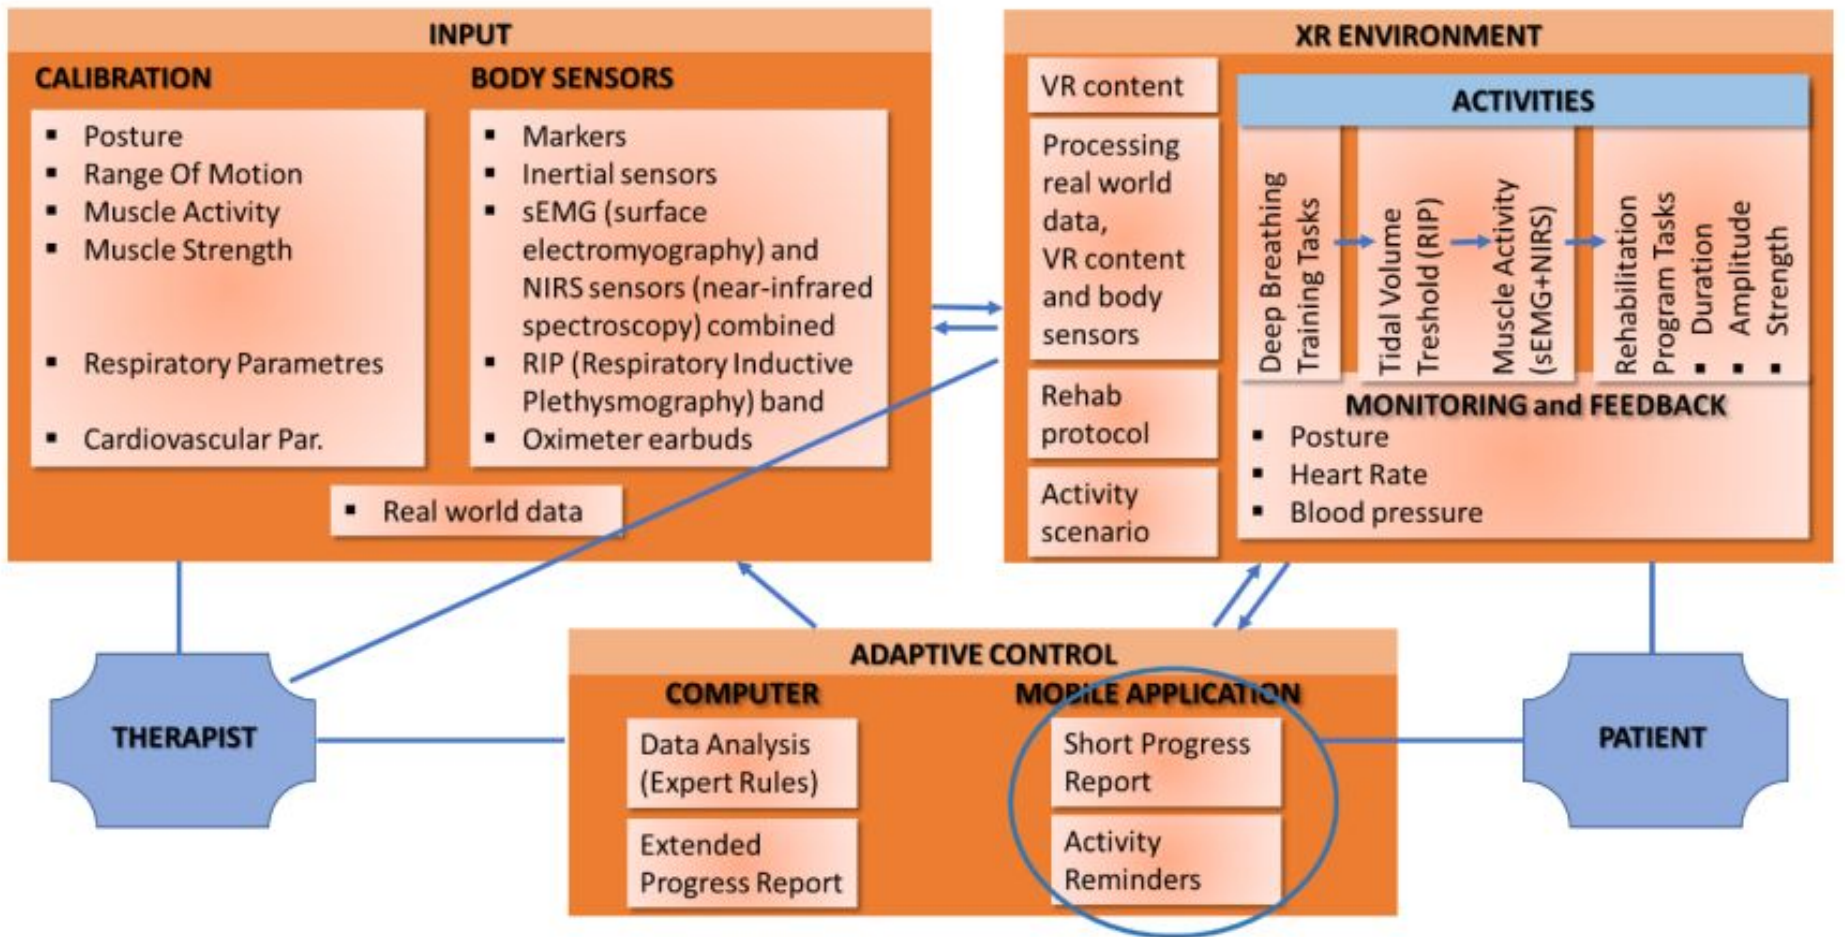 INPUT
CALIBRATION
▪ Posture
▪ Range Of Motion
▪ Muscle Activity
▪ Muscle Strength
▪ Respiratory Parametres
▪ Cardiovascular Par.
BODY SENSORS
▪ Markers
▪ Inertial sensors
▪ sEMG (surface
electromyography) and
NIRS sensors (near-infrared
spectroscopy) combined
▪ RIP (Respiratory Inductive
Plethysmography) band
▪ Oximeter earbuds
▪ Real world data
XR ENVIRONMENT
VR content
Processing
real world
data,
VR content
and body
sensors
Rehab
protocol
Activity
scenario
ACTIVITIES
Deep Breathing
Training Tasks
Tidal Volume
Treshold (RIP)
Muscle Activity
(sEMG+NIRS)
Rehabilitation
Program Tasks
▪ Duration
▪ Amplitude
▪ Strength
MONITORING and FEEDBACK
▪ Posture
▪ Heart Rate
▪ Blood pressure
THERAPIST
ADAPTIVE CONTROL
COMPUTER
Data Analysis
(Expert Rules)
Extended
Progress Report
MOBILE APPLICATION
Short Progress
Report
Activity
Reminders
PATIENT